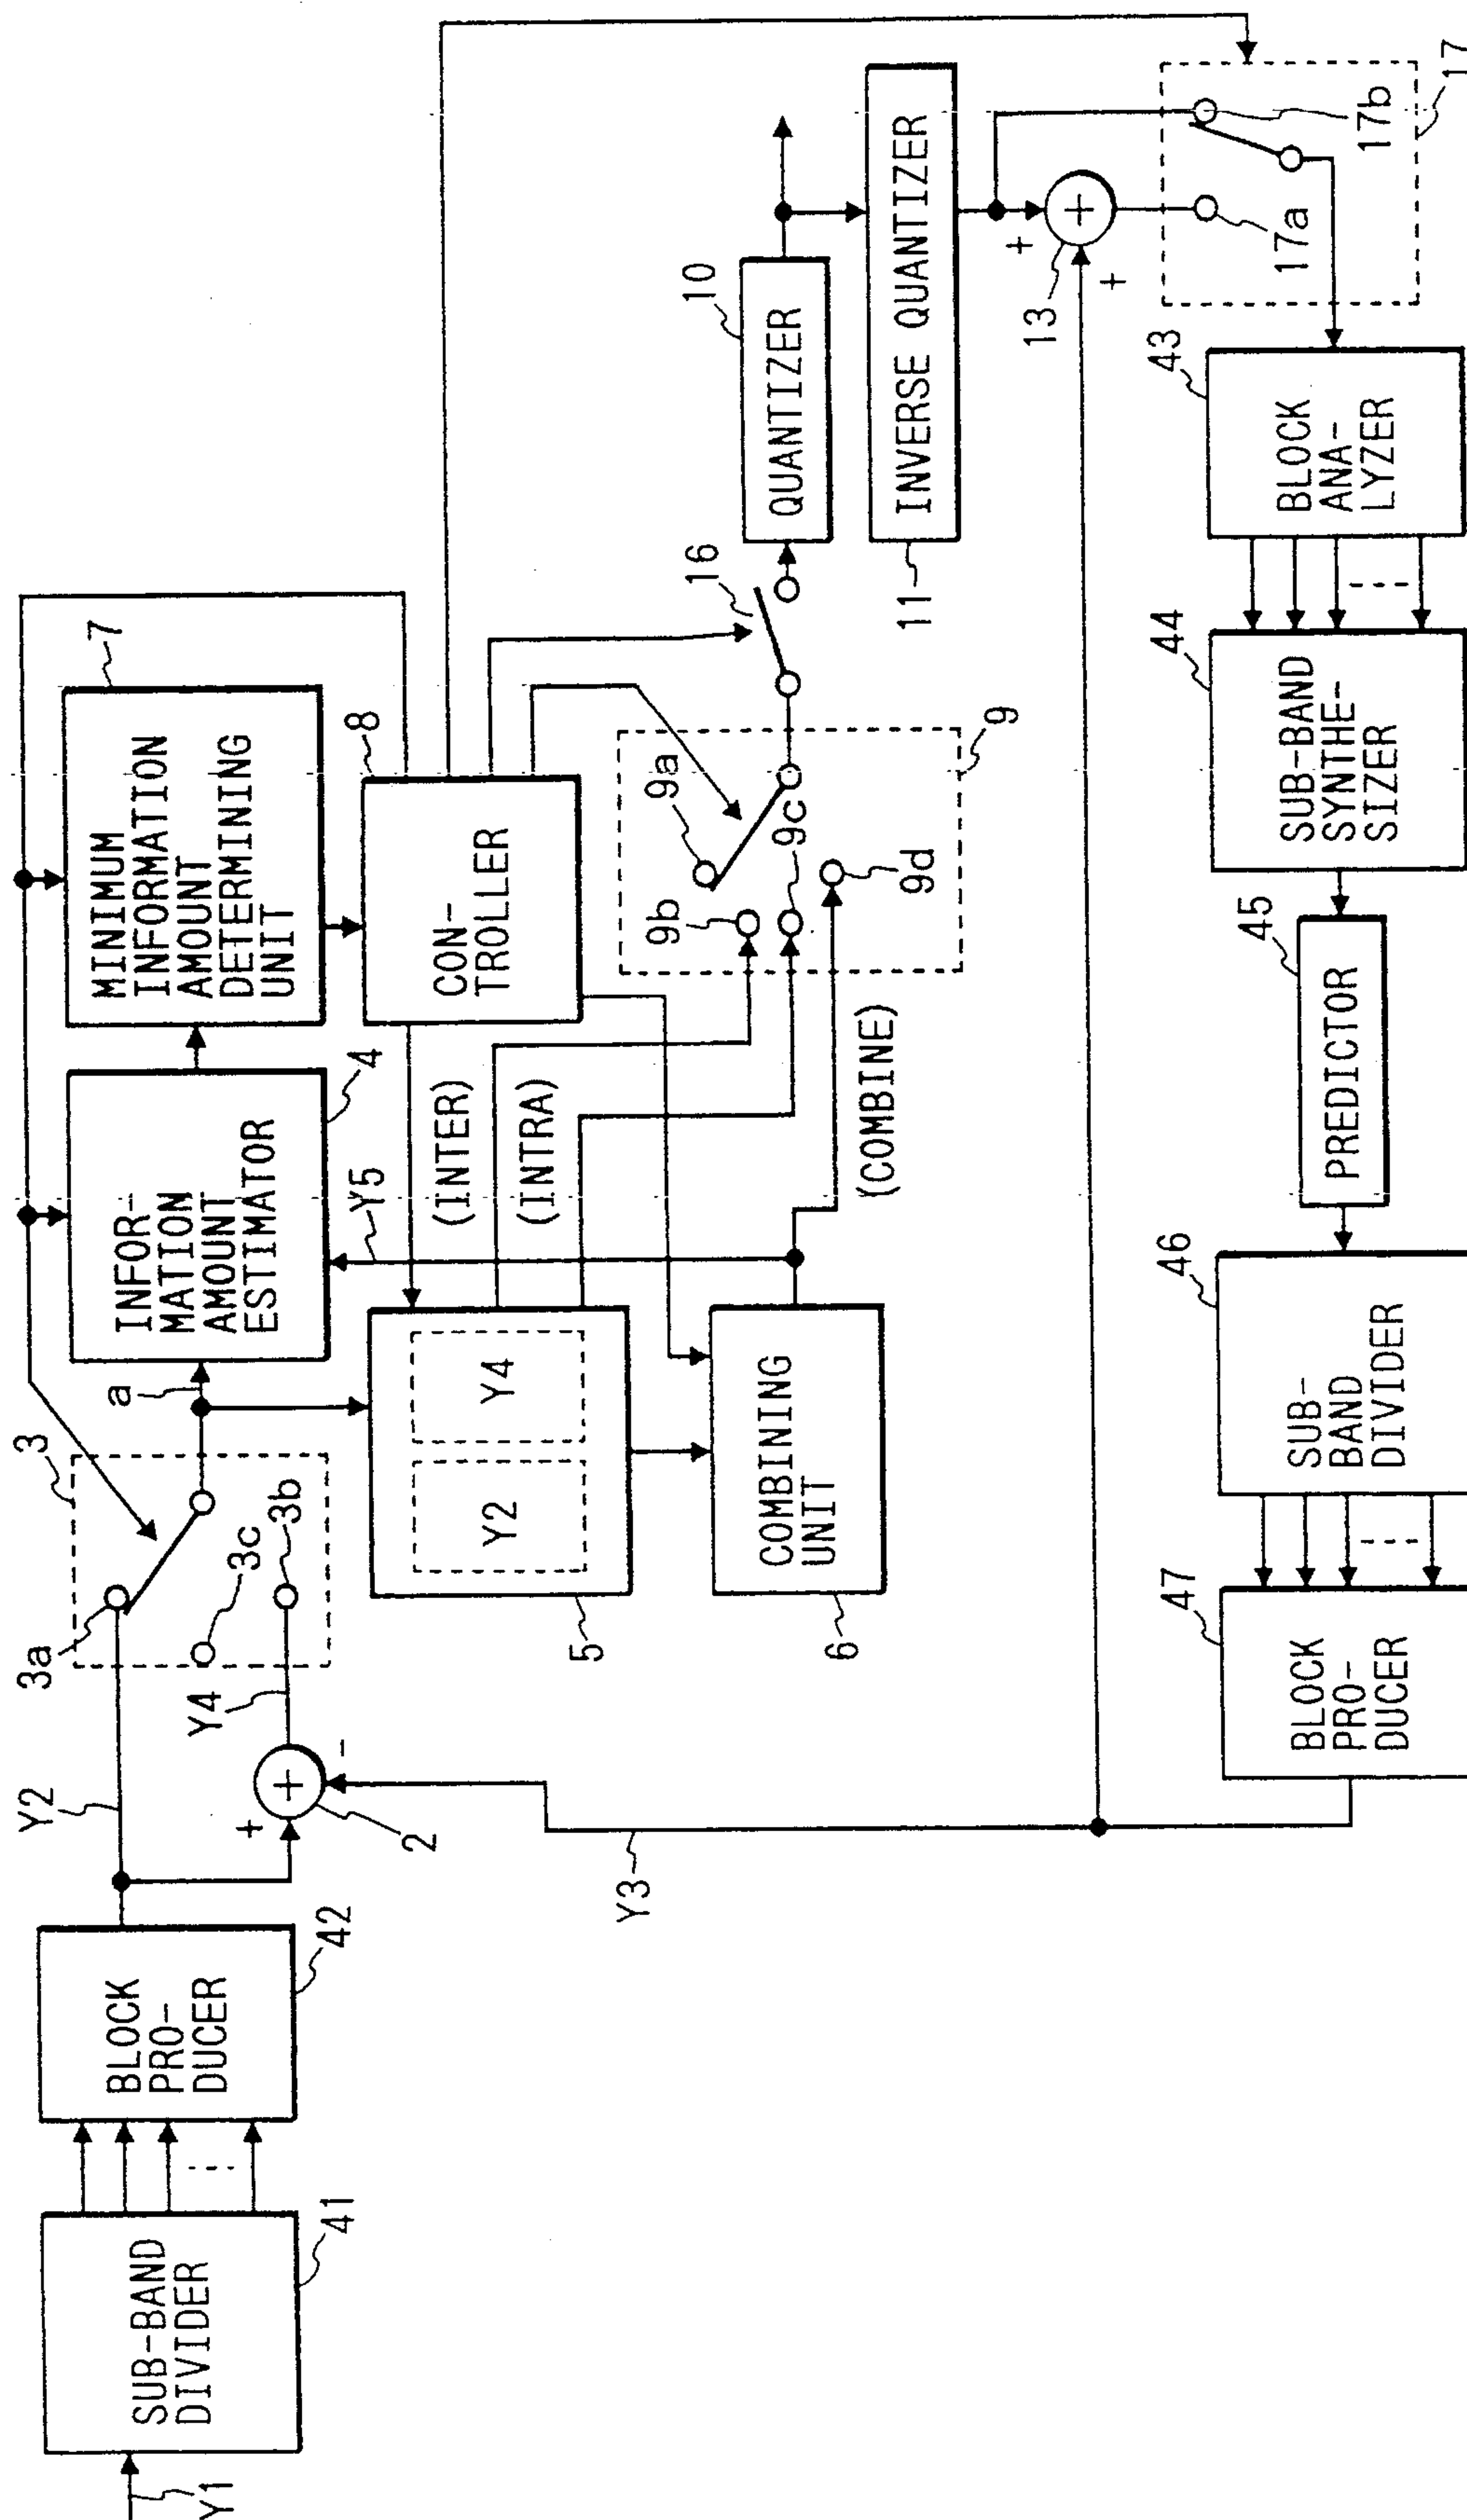 Y1
SUB-BAND
DIVIDER
41
BLOCK
PRO-
DUCER
42
Y2
+
-
+
2
Y4
Y3
3
3a
3c
3b
a
INFOR-
MATION
AMOUNT
ESTIMATOR
4
Y5
MINIMUM
INFORMATION
AMOUNT
DETERMINING
UNIT
7
CON-
TROLLER
8
Y2
Y4
5
COMBINING
UNIT
6
(INTER)
(INTRA)
(COMBINE)
9a
9b
9c
9d
9
16
QUANTIZER
10
INVERSE QUANTIZER
11
+
+
+
13
17a
17b
17
BLOCK
ANA-
LYZER
43
SUB-BAND
SYNTHE-
SIZER
44
PREDICTOR
45
SUB-
BAND
DIVIDER
46
BLOCK
PRO-
DUCER
47